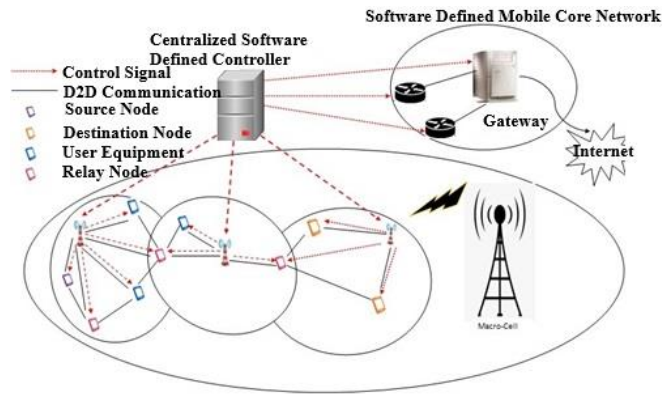 Software Defined Mobile Core Network
Centralized Software
Defined Controller
Control Signal
D2D Communication
Source Node
Destination Node
User Equipment
Relay Node
Gateway
Internet
Macro-Cell